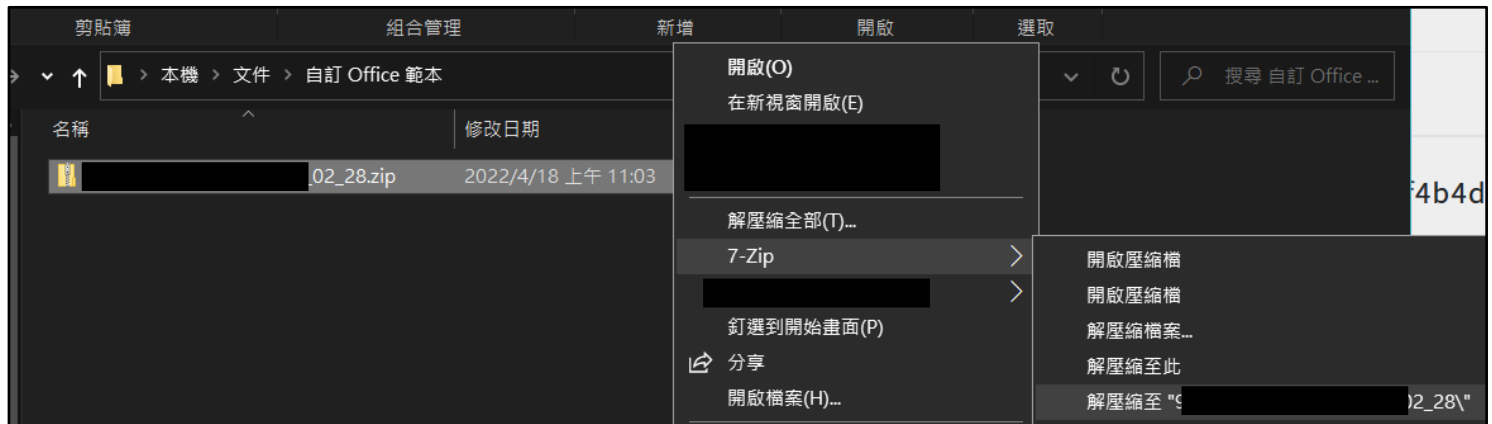 剪貼簿 組合管理 新增 開啟 選取
本機 > 文件 > 自訂 Office 範本
搜尋 自訂 Office ...
名稱 修改日期
_02_28.zip 2022/4/18 上午 11:03
開啟(O)
在新視窗開啟(E)
解壓縮全部(T)...
7-Zip
釘選到開始畫面(P)
分享
開啟檔案(H)...
開啟壓縮檔
開啟壓縮檔
解壓縮檔案...
解壓縮至此
解壓縮至 "9 02_28\"
f4b4d